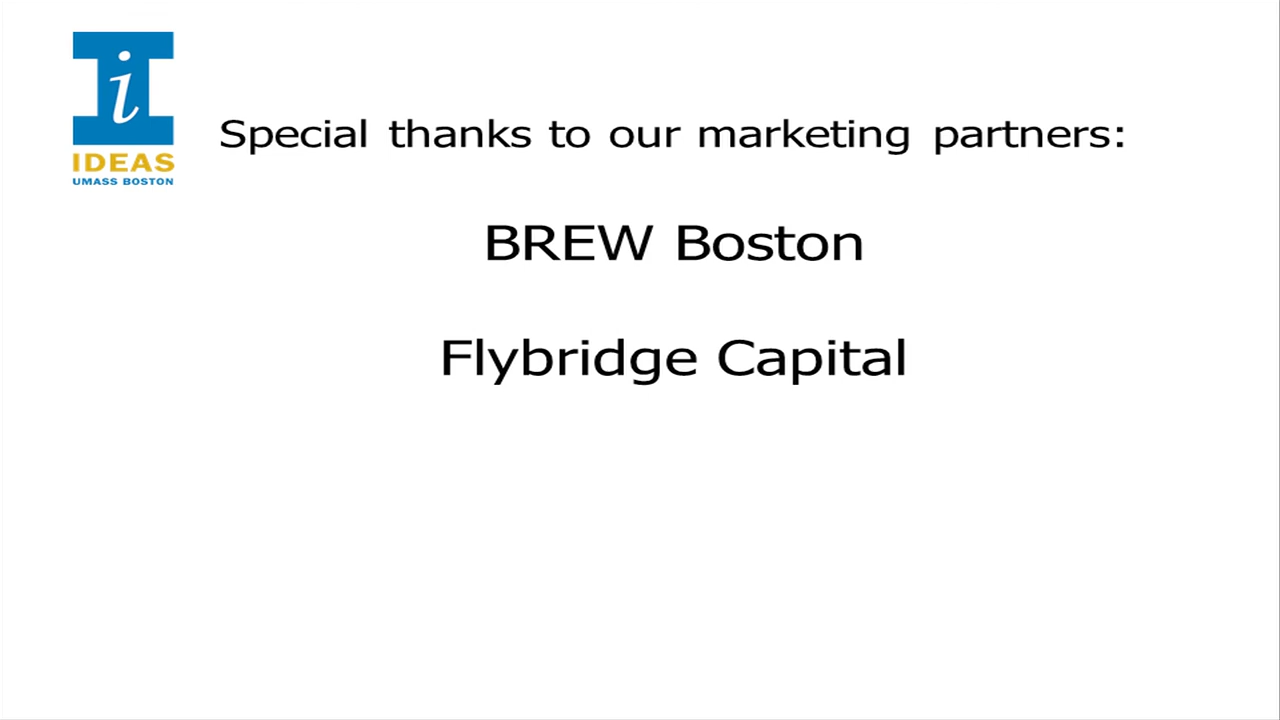 i
IDEAS
UMASS BOSTON
Special thanks to our marketing partners:
BREW Boston
Flybridge Capital